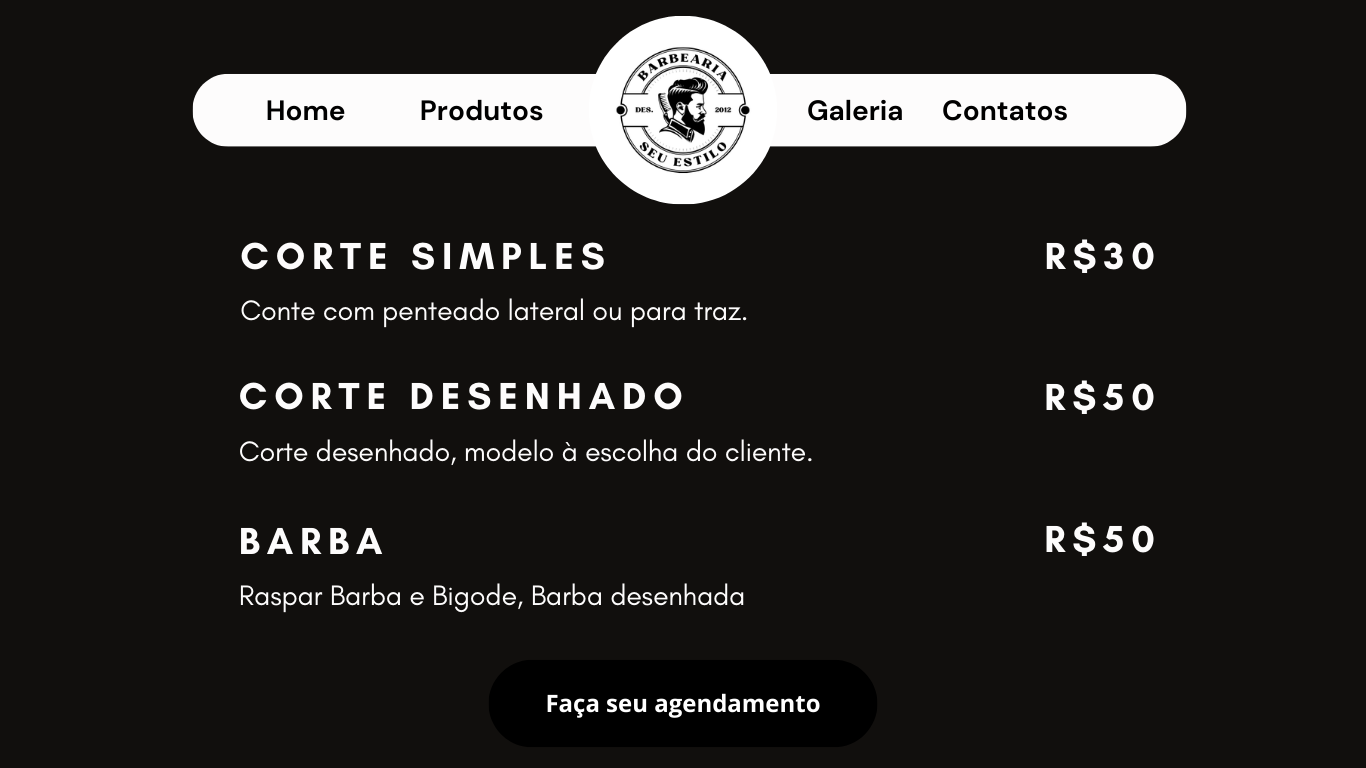 Home
Produtos
BARBEARIA
DES.
2012
SEU ESTILO
Galeria
Contatos
CORTE SIMPLES
R$30
Conte com penteado lateral ou para traz.
CORTE DESENHADO
R$50
Corte desenhado, modelo à escolha do cliente.
BARBA
R$50
Raspar Barba e Bigode, Barba desenhada
Faça seu agendamento